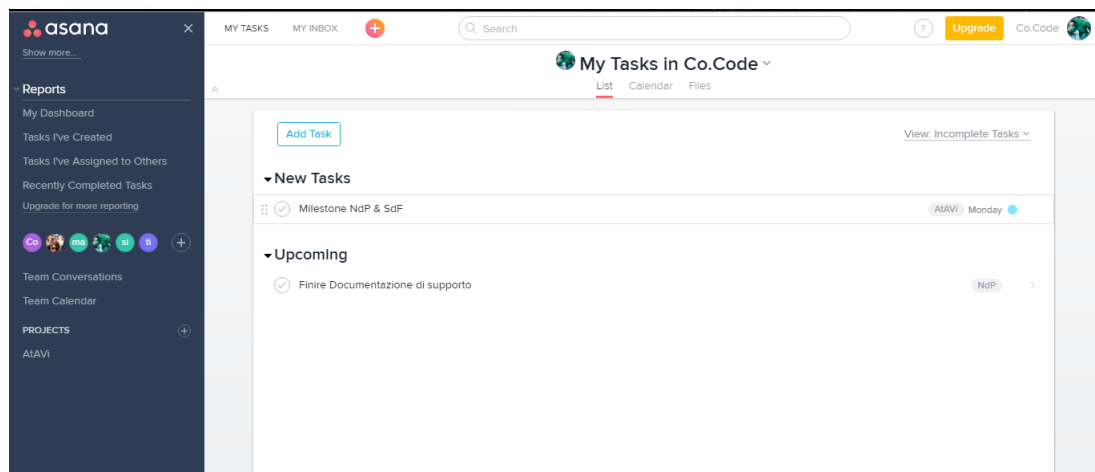 asana
MY TASKS MY INBOX
Search
? Upgrade Co.Code
Show more...
My Tasks in Co.Code
List Calendar Files
Reports
My Dashboard
Tasks I've Created
Tasks I've Assigned to Others
Recently Completed Tasks
Upgrade for more reporting
Co ma si ti
Team Conversations
Team Calendar
PROJECTS
AtAVi
Add Task
View: Incomplete Tasks
New Tasks
Milestone NdP & SdF AtAVi Monday
Upcoming
Finire Documentazione di supporto NdP